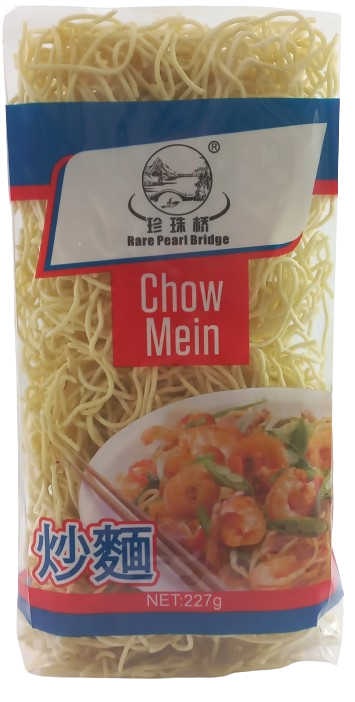 ®
珍珠桥
Rare Pearl Bridge
Chow
Mein
炒麵
NET:227g